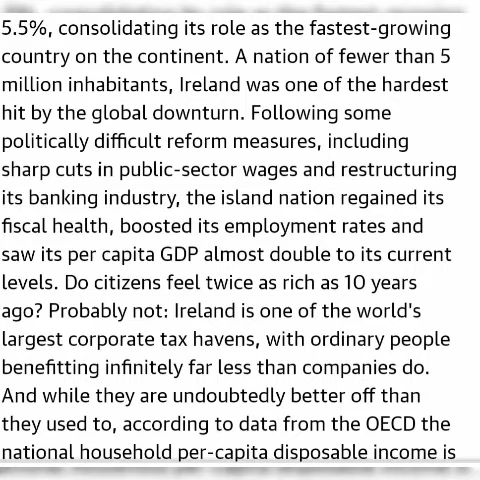 5.5%, consolidating its role as the fastest-growing
country on the continent. A nation of fewer than 5
million inhabitants, Ireland was one of the hardest
hit by the global downturn. Following some
politically difficult reform measures, including
sharp cuts in public-sector wages and restructuring
its banking industry, the island nation regained its
fiscal health, boosted its employment rates and
saw its per capita GDP almost double to its current
levels. Do citizens feel twice as rich as 10 years
ago? Probably not: Ireland is one of the world's
largest corporate tax havens, with ordinary people
benefitting infinitely far less than companies do.
And while they are undoubtedly better off than
they used to, according to data from the OECD the
national household per-capita disposable income is